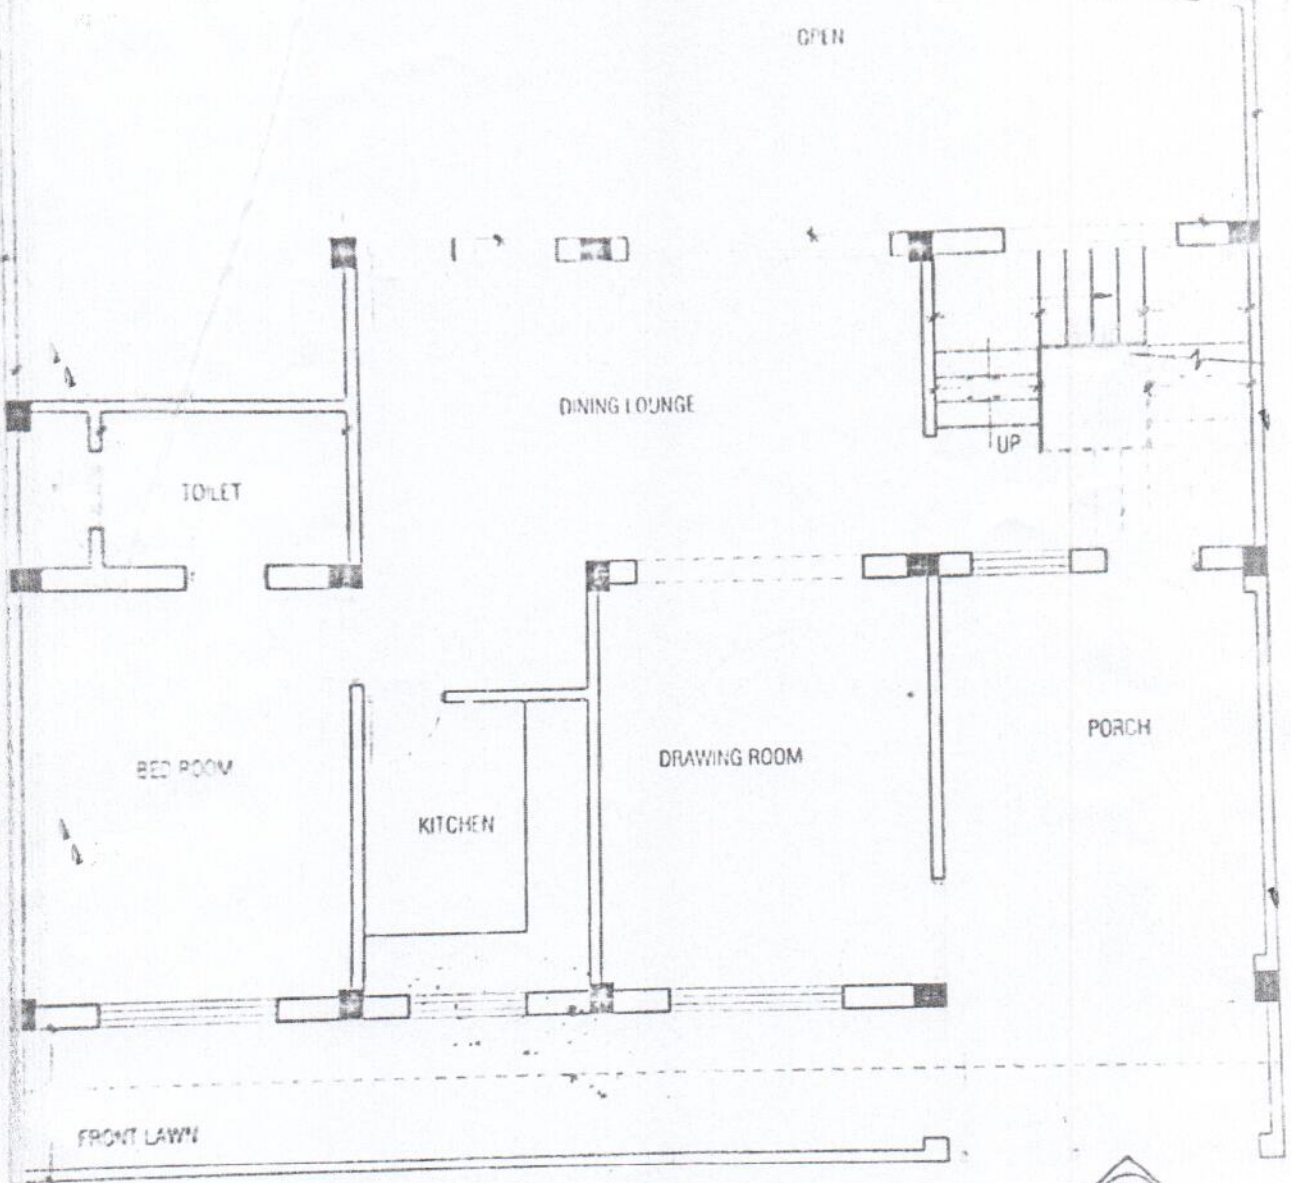 OPEN
DINING LOUNGE
UP
TOILET
PORCH
DRAWING ROOM
BED ROOM
KITCHEN
FRONT LAWN